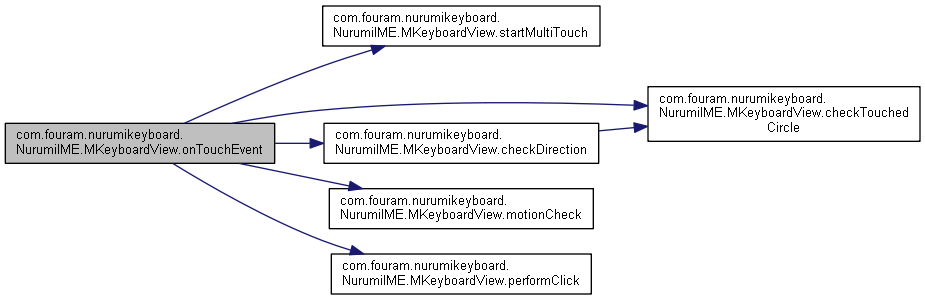 com.fouram.nurumikeyboard.
NurumiIME.MKeyboardView.startMultiTouch
com.fouram.nurumikeyboard.
NurumiIME.MKeyboardView.checkTouched
Circle
com.fouram.nurumikeyboard.
NurumiIME.MKeyboardView.onTouchEvent
com.fouram.nurumikeyboard.
NurumiIME.MKeyboardView.checkDirection
com.fouram.nurumikeyboard.
NurumiIME.MKeyboardView.motionCheck
com.fouram.nurumikeyboard.
NurumiIME.MKeyboardView.performClick